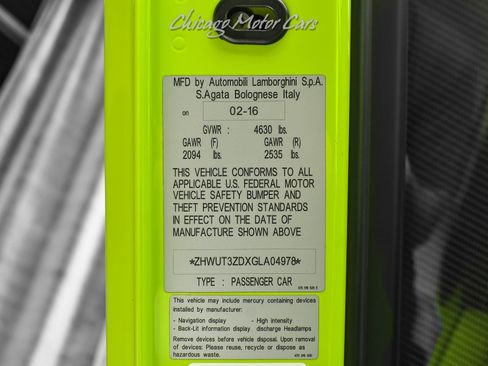 Chicago Motor Cars
MFD by Automobili Lamborghini S.p.A.
S.Agata Bolognese Italy
on 02-16
GVWR : 4630 lbs.
GAWR (F) GAWR (R)
2094 lbs. 2535 lbs.
THIS VEHICLE CONFORMS TO ALL
APPLICABLE U.S. FEDERAL MOTOR
VEHICLE SAFETY BUMPER AND
THEFT PREVENTION STANDARDS
IN EFFECT ON THE DATE OF
MANUFACTURE SHOWN ABOVE
*ZHWUT3ZDXGLA04978*
TYPE : PASSENGER CAR
This vehicle may include mercury containing devices
installed by manufacturer:
- Navigation display - High intensity
- Back-Lit information display discharge Headlamps
Remove devices before vehicle disposal. Upon removal
of devices: Please reuse, recycle or dispose as
hazardous waste.